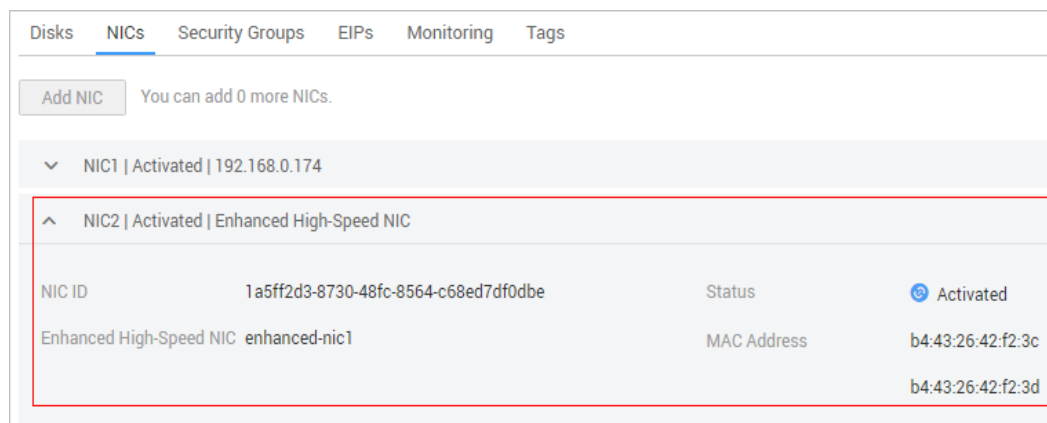 Disks NICs Security Groups EIPs Monitoring Tags
Add NIC You can add 0 more NICs.
NIC1 | Activated | 192.168.0.174
NIC2 | Activated | Enhanced High-Speed NIC
NIC ID 1a5ff2d3-8730-48fc-8564-c68ed7df0dbe Status Activated
Enhanced High-Speed NIC enhanced-nic1 MAC Address b4:43:26:42:f2:3c
b4:43:26:42:f2:3d